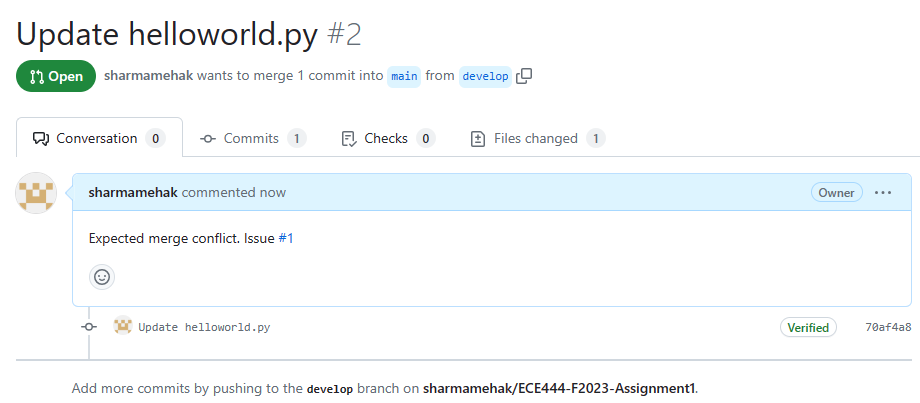 Update helloworld.py #2
Open sharmamehak wants to merge 1 commit into main from develop
Conversation 0 Commits 1 Checks 0 Files changed 1
sharmamehak commented now Owner
Expected merge conflict. Issue #1
Update helloworld.py Verified 70af4a8
Add more commits by pushing to the develop branch on sharmamehak/ECE444-F2023-Assignment1.